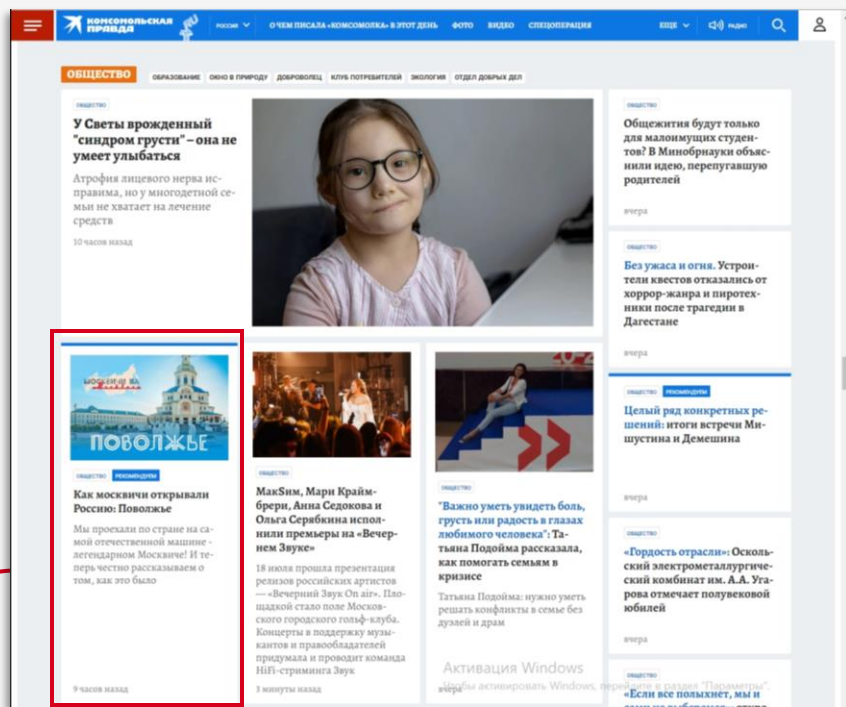 КОМСОМОЛЬСКАЯ
ПРАВДА
РОССИЯ
О ЧЕМ ПИСАЛА «КОМСОМОЛКА» В ЭТОТ ДЕНЬ
ФОТО
ВИДЕО
СПЕЦОПЕРАЦИЯ
ЕЩЕ
РАДИО
ОБЩЕСТВО
ОБРАЗОВАНИЕ
ОКНО В ПРИРОДУ
ДОБРОВОЛЕЦ
КЛУБ ПОТРЕБИТЕЛЕЙ
ЭКОЛОГИЯ
ОТДЕЛ ДОБРЫХ ДЕЛ
ОБЩЕСТВО
У Светы врожденный
"синдром грусти" – она не
умеет улыбаться
Атрофия лицевого нерва ис-
правима, но у многодетной се-
мьи не хватает на лечение
средств
10 часов назад
ОБЩЕСТВО
Общежития будут только
для малоимущих студен-
тов? В Минобрнауки объяс-
нили идею, перепугавшую
родителей
вчера
ОБЩЕСТВО
Без ужаса и огня. Устрои-
тели квестов отказались от
хоррор-жанра и пиротех-
ники после трагедии в
Дагестане
вчера
ПОВОЛЖЬЕ
ОБЩЕСТВО
РЕКОМЕНДУЕМ
Как москвичи открывали
Россию: Поволжье
Мы проехали по стране на са-
мой отечественной машине -
легендарном Москвиче! И те-
перь честно рассказываем о
том, как это было
9 часов назад
ОБЩЕСТВО
МакSим, Мари Крайм-
брери, Анна Седокова и
Ольга Серябкина испол-
нили премьеры на «Вечер-
нем Звуке»
18 июля прошла презентация
релизов российских артистов
— «Вечерний Звук On air». Пло-
щадкой стало поле Москов-
ского городского гольф-клуба.
Концерты в поддержку музы-
кантов и правообладателей
придумала и проводит команда
HiFi-стриминга Звук
3 минуты назад
ОБЩЕСТВО
"Важно уметь увидеть боль,
грусть или радость в глазах
любимого человека": Та-
тьяна Подойма рассказала,
как помогать семьям в
кризисе
Татьяна Подойма: нужно уметь
решать конфликты в семье без
дуэлей и драм
вчера
ОБЩЕСТВО
РЕКОМЕНДУЕМ
Целый ряд конкретных ре-
шений: итоги встречи Ми-
шустина и Демешина
вчера
ОБЩЕСТВО
«Гордость отрасли»: Осколь-
ский электрометаллургиче-
ский комбинат им. А.А. Уга-
рова отмечает полувековой
юбилей
вчера
ОБЩЕСТВО
«Если все полыхнет, мы и
Активация Windows
Чтобы активировать Windows, перейдите в раздел "Параметры".